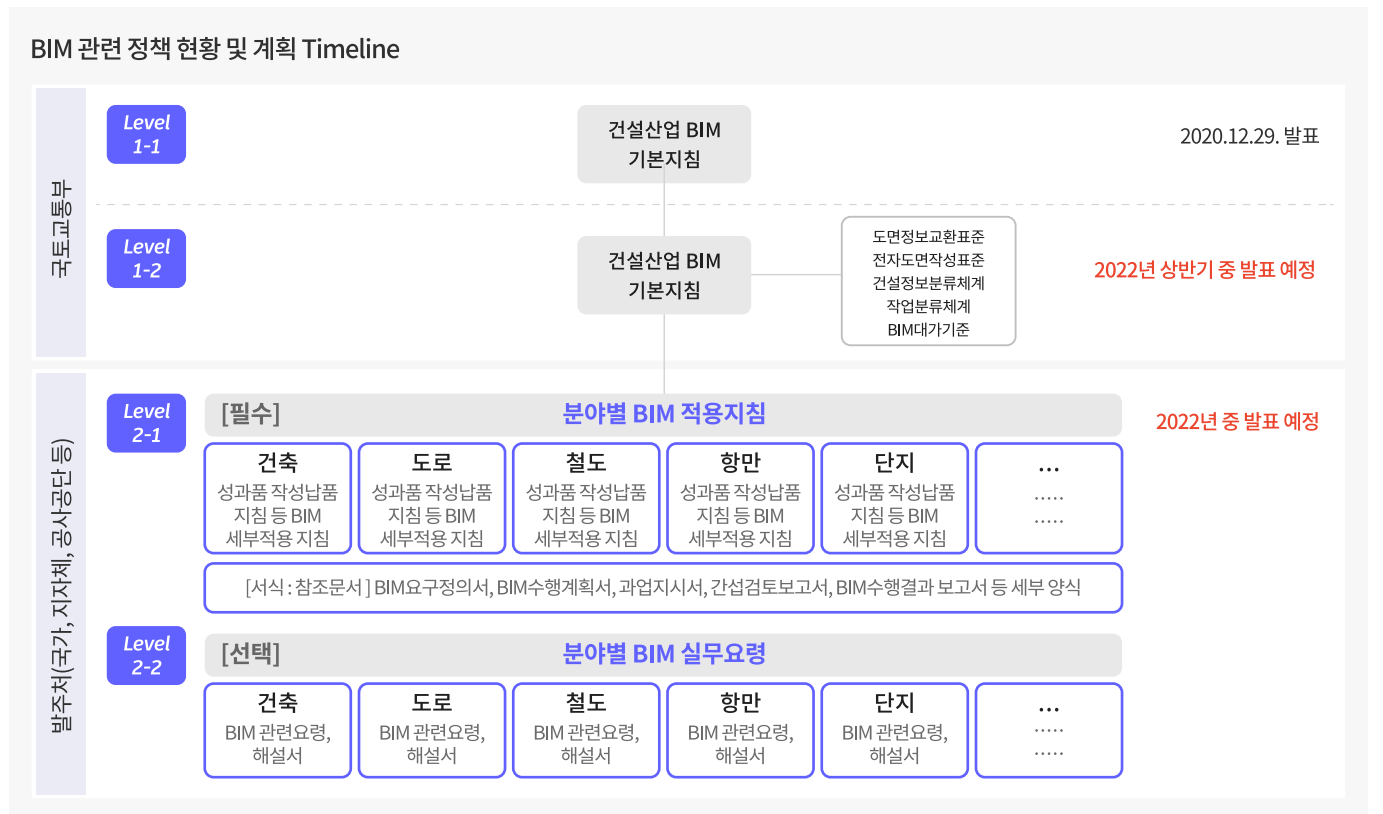 BIM 관련 정책 현황 및 계획 Timeline
국토교통부
Level
1-1
건설산업 BIM
기본지침
2020.12.29. 발표
Level
1-2
건설산업 BIM
기본지침
도면정보교환표준
전자도면작성표준
건설정보분류체계
작업분류체계
BIM대가기준
2022년 상반기 중 발표 예정
발주처(국가, 지자체, 공사공단 등)
Level
2-1
[필수]
분야별 BIM 적용지침
2022년 중 발표 예정
건축
성과품 작성납품
지침 등 BIM
세부적용 지침
도로
성과품 작성납품
지침 등 BIM
세부적용 지침
철도
성과품 작성납품
지침 등 BIM
세부적용 지침
항만
성과품 작성납품
지침 등 BIM
세부적용 지침
단지
성과품 작성납품
지침 등 BIM
세부적용 지침
...
.....
.....
[서식 : 참조문서 ] BIM요구정의서, BIM수행계획서, 과업지시서, 간섭검토보고서, BIM수행결과 보고서 등 세부 양식
Level
2-2
[선택]
분야별 BIM 실무요령
건축
BIM 관련요령,
해설서
도로
BIM 관련요령,
해설서
철도
BIM 관련요령,
해설서
항만
BIM 관련요령,
해설서
단지
BIM 관련요령,
해설서
...
.....
.....